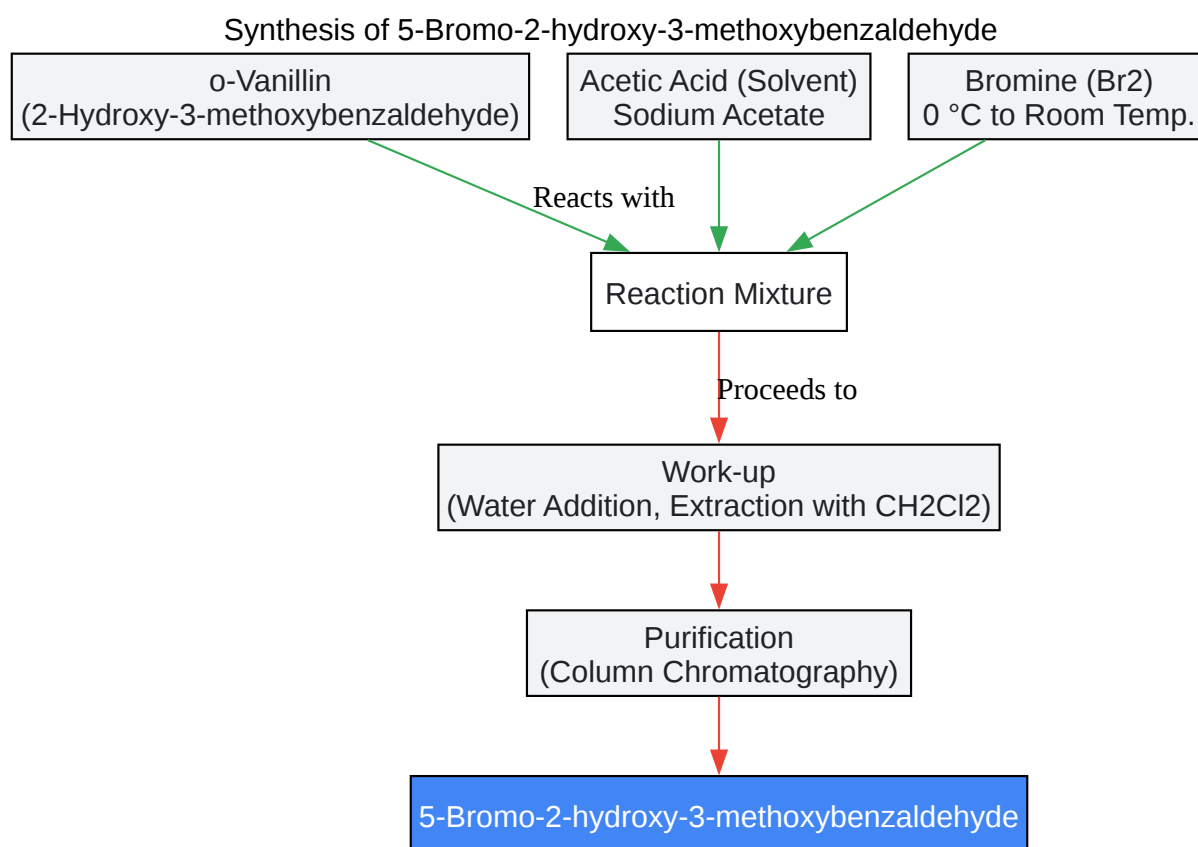 Synthesis of 5-Bromo-2-hydroxy-3-methoxybenzaldehyde
o-Vanillin
(2-Hydroxy-3-methoxybenzaldehyde)
Acetic Acid (Solvent)
Sodium Acetate
Bromine (Br2)
0 °C to Room Temp.
Reacts with
Reaction Mixture
Proceeds to
Work-up
(Water Addition, Extraction with CH2Cl2)
Purification
(Column Chromatography)
5-Bromo-2-hydroxy-3-methoxybenzaldehyde